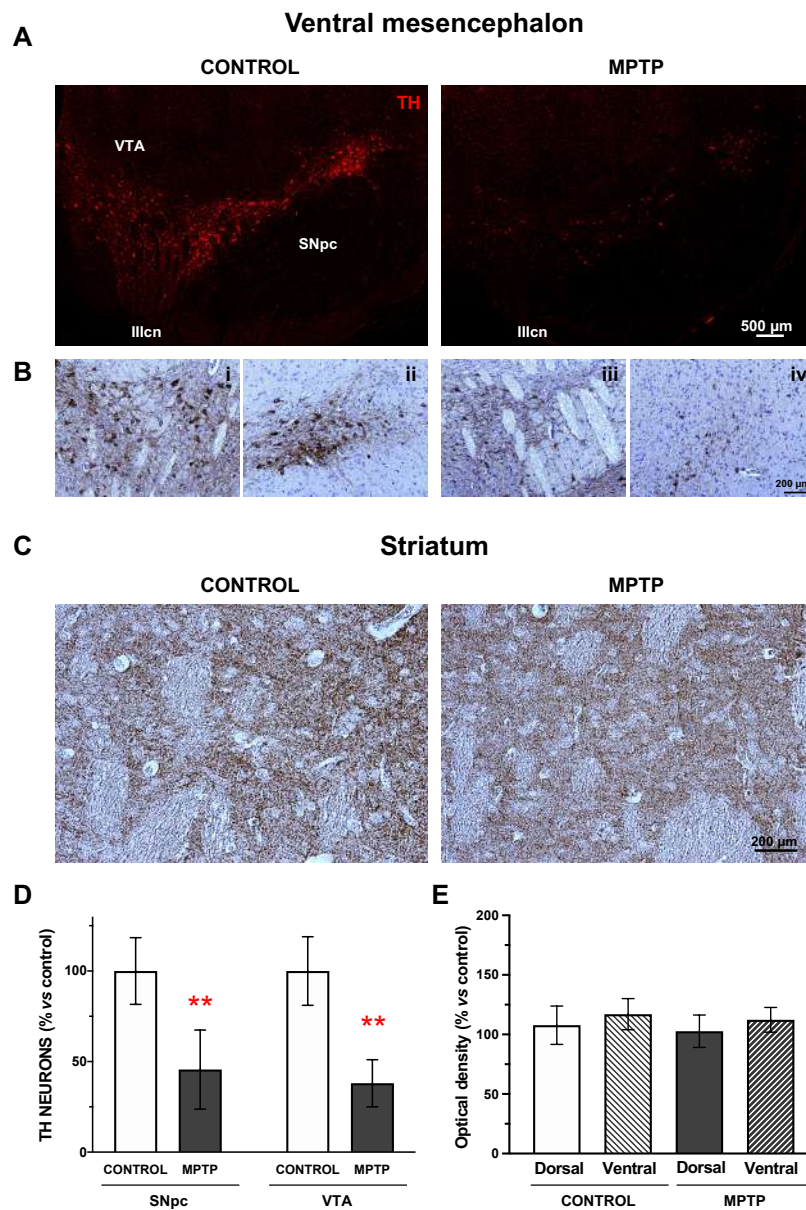 Ventral mesencephalon
A
CONTROL
MPTP
TH
VTA
SNpc
IIIcn
IIIcn
500 µm
B
i
ii
iii
iv
200 µm
C
Striatum
CONTROL
MPTP
200 µm
D
TH NEURONS (% vs control)
100
50
0
**
**
CONTROL
MPTP
CONTROL
MPTP
SNpc
VTA
E
Optical density (% vs control)
200
150
100
50
0
Dorsal
Ventral
Dorsal
Ventral
CONTROL
MPTP